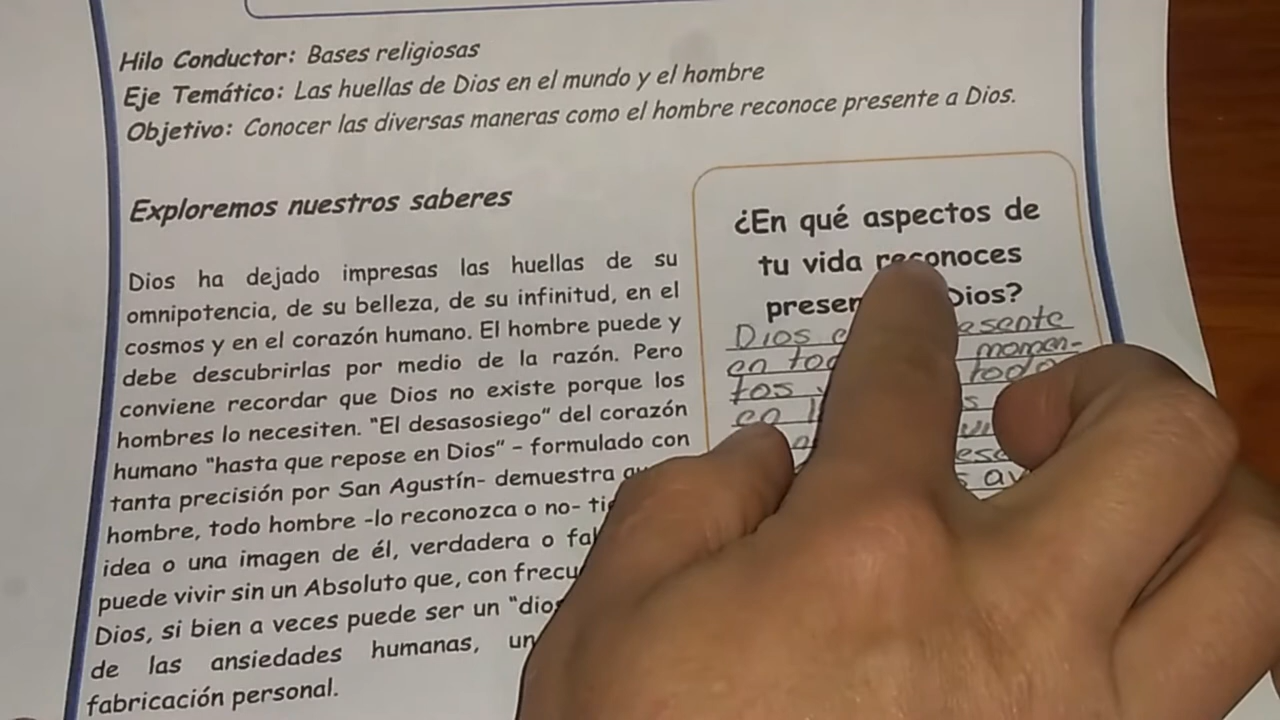 Hilo Conductor: Bases religiosas
Eje Temático: Las huellas de Dios en el mundo y el hombre
Objetivo: Conocer las diversas maneras como el hombre reconoce presente a Dios.
Exploremos nuestros saberes
Dios ha dejado impresas las huellas de su
omnipotencia, de su belleza, de su infinitud, en el
cosmos y en el corazón humano. El hombre puede y
debe descubrirlas por medio de la razón. Pero
conviene recordar que Dios no existe porque los
hombres lo necesiten. "El desasosiego" del corazón
humano "hasta que repose en Dios" - formulado con
tanta precisión por San Agustín- demuestra
hombre, todo hombre -lo reconozca o no-
idea o una imagen de él, verdadera o
puede vivir sin un Absoluto que, con
Dios, si bien a veces puede ser un "dios
de las ansiedades humanas,
fabricación personal.
¿En qué aspectos de
tu vida reconoces
Dios?
Dios
en momen-
tos todo
en